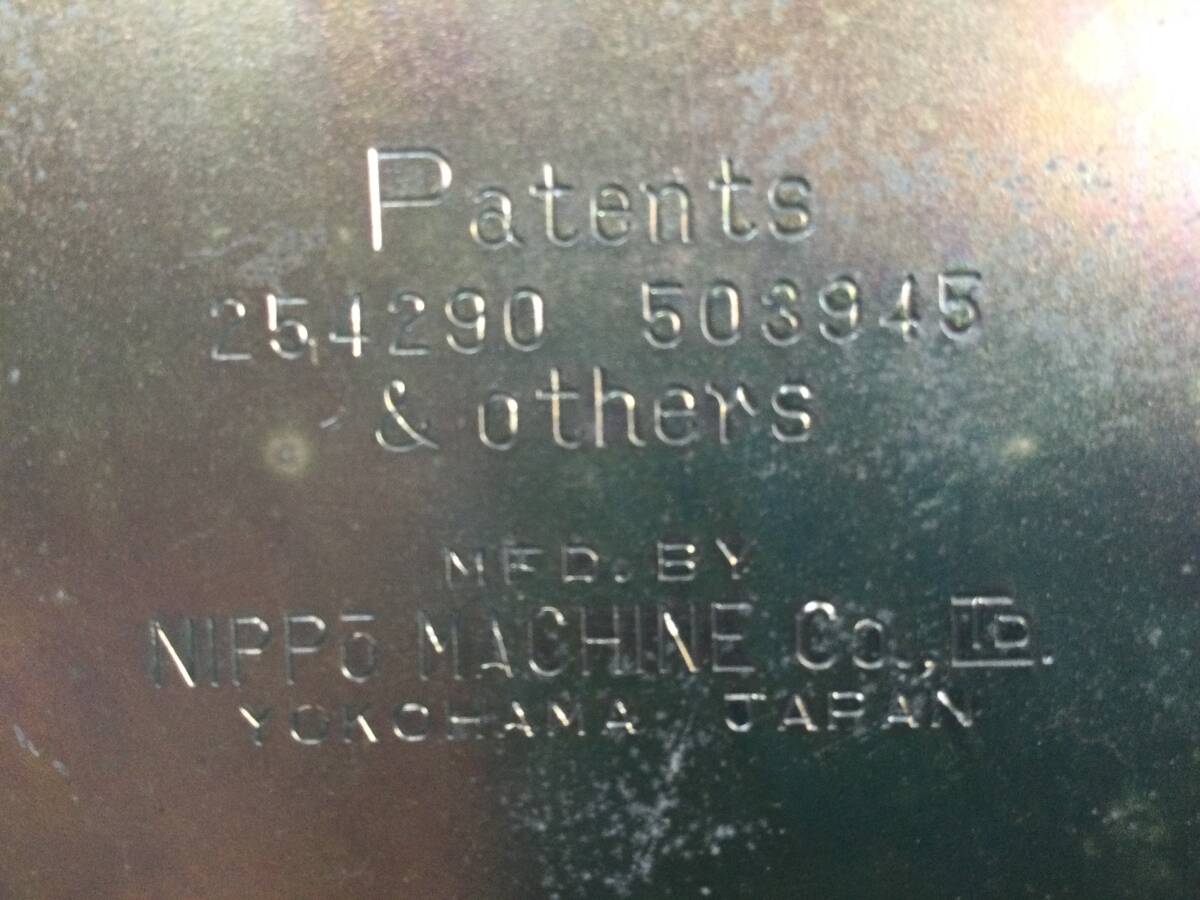 Patents
254290 503945
& others
MFD. BY
NIPPō MACHINE Co., LTD.
YOKOHAMA JAPAN